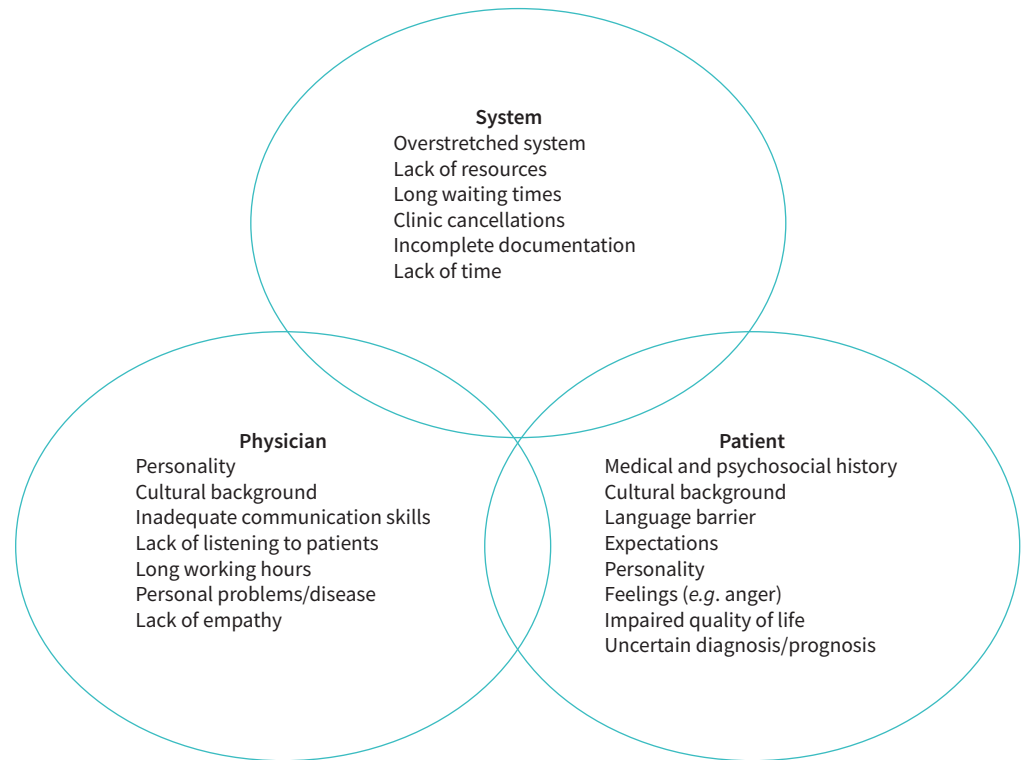 System
Overstretched system
Lack of resources
Long waiting times
Clinic cancellations
Incomplete documentation
Lack of time
Physician
Personality
Cultural background
Inadequate communication skills
Lack of listening to patients
Long working hours
Personal problems/disease
Lack of empathy
Patient
Medical and psychosocial history
Cultural background
Language barrier
Expectations
Personality
Feelings (e.g. anger)
Impaired quality of life
Uncertain diagnosis/prognosis